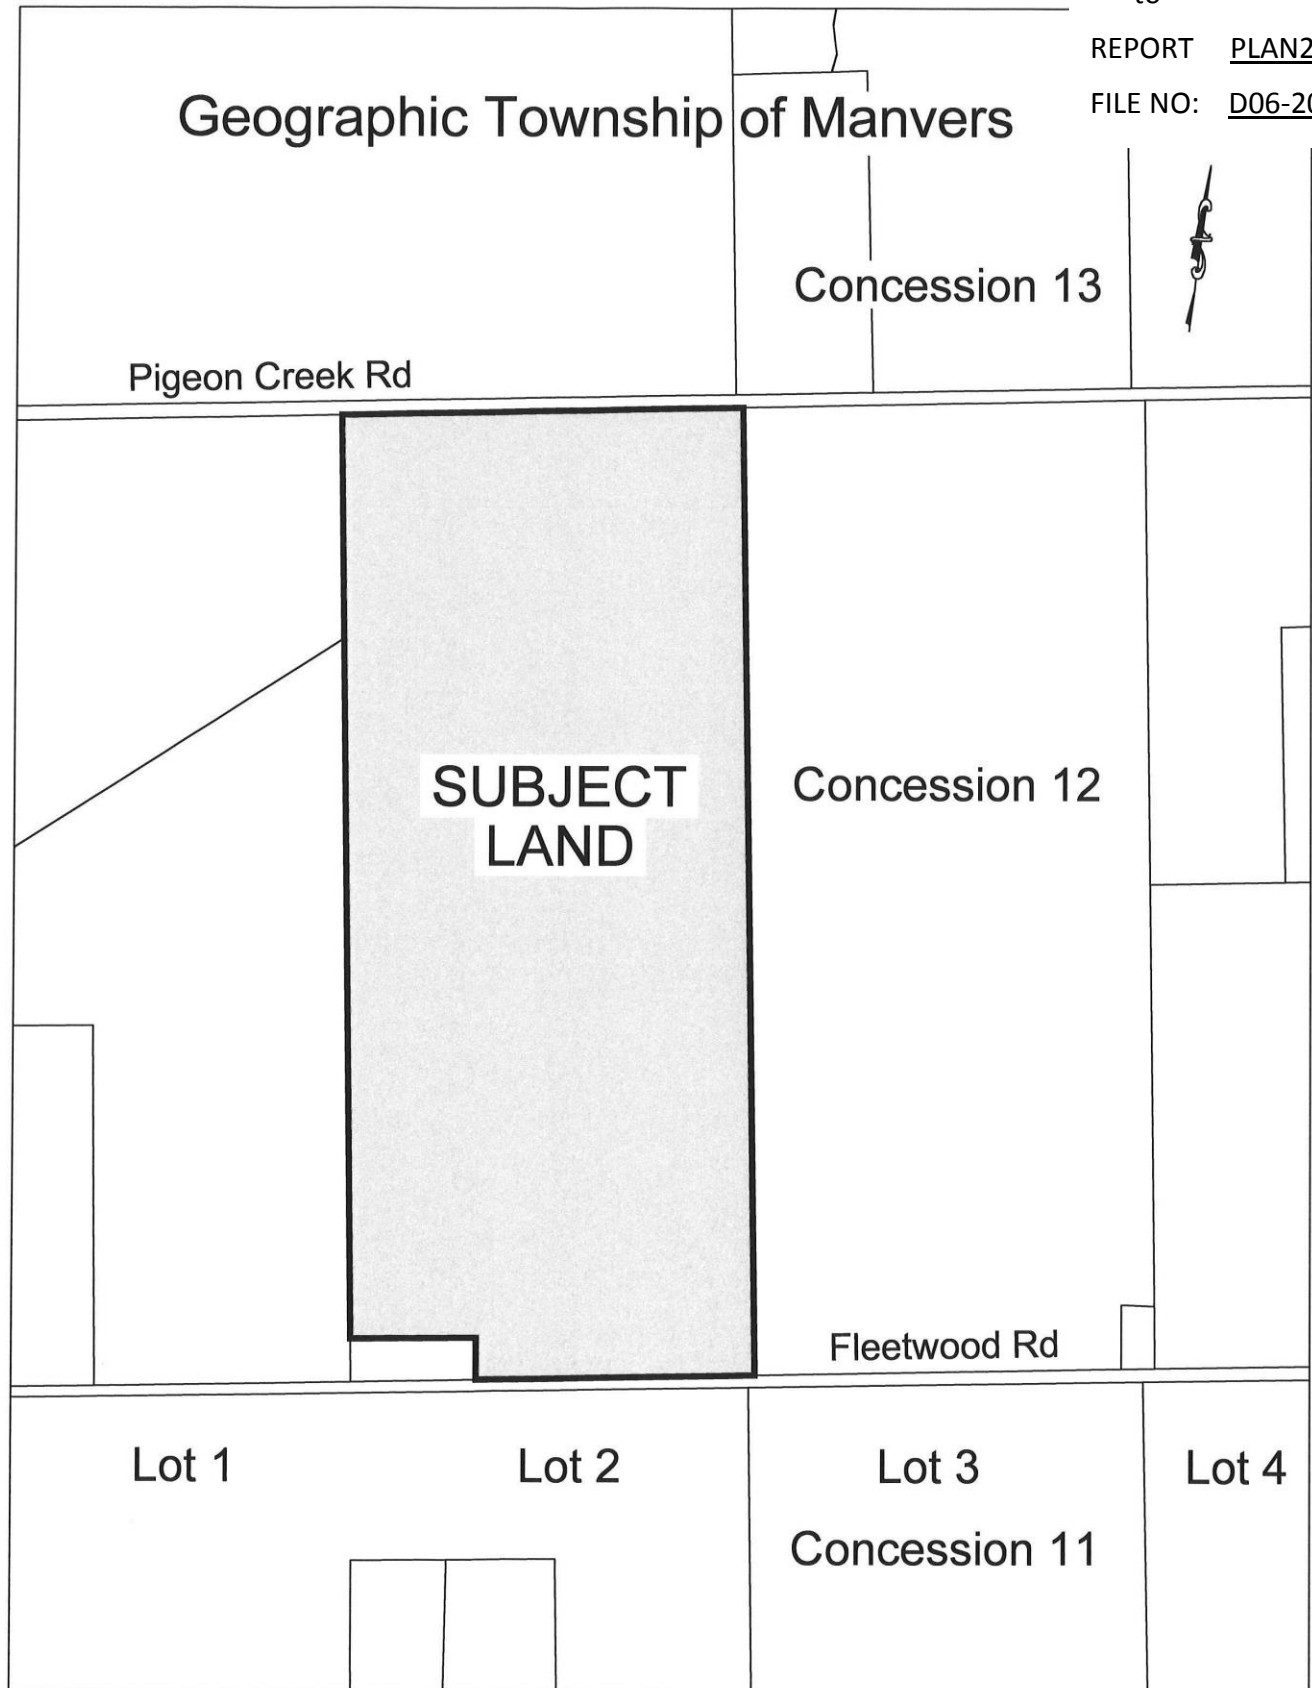 REPORT PLAN2
FILE NO: D06-20
Geographic Township of Manvers
Concession 13
Pigeon Creek Rd
SUBJECT
LAND
Concession 12
Fleetwood Rd
Lot 1 Lot 2 Lot 3 Lot 4
Concession 11